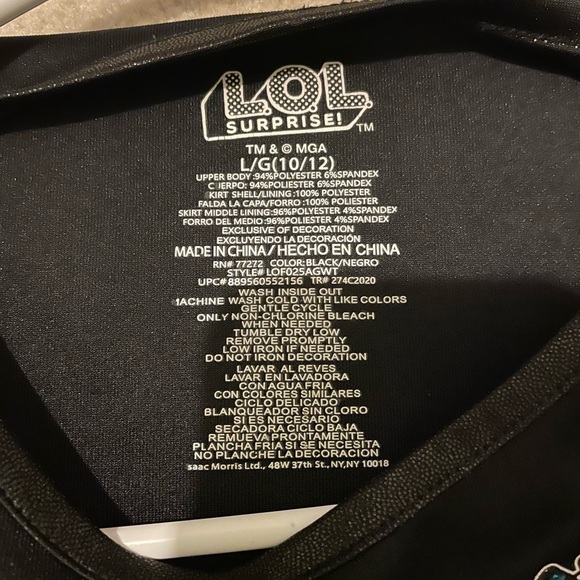 L.O.L.
SURPRISE! TM
TM & © MGA
L/G(10/12)
UPPER BODY :94%POLYESTER 6%SPANDEX
C ERPO: 94%POLIESTER 6%SPANDEX
KIRT SHELL/LINING :100% POLYESTER
FALDA LA CAPA/FORRO :100% POLIESTER
SKIRT MIDDLE LINING:96%POLYESTER 4%SPANDEX
FORRO DEL MEDIO :96%POLIESTER 4%SPANDEX
EXCLUSIVE OF DECORATION
EXCLUYENDO LA DECORACIÓN
MADE IN CHINA / HECHO EN CHINA
RN# 77272 COLOR:BLACK/NEGRO
STYLE# LOF025AGWT
UPC# 889560552156 TR# 274C2020
WASH INSIDE OUT
MACHINE WASH COLD WITH LIKE COLORS
GENTLE CYCLE
ONLY NON-CHLORINE BLEACH
WHEN NEEDED
TUMBLE DRY LOW
REMOVE PROMPTLY
LOW IRON IF NEEDED
DO NOT IRON DECORATION
LAVAR AL REVES
LAVAR EN LAVADORA
CON AGUA FRIA
CON COLORES SIMILARES
CICLO DELICADO
BLANQUEADOR SIN CLORO
SI ES NECESARIO
SECADORA CICLO BAJA
REMUEVA PRONTAMENTE
PLANCHA FRIA SI SE NECESITA
NO PLANCHE LA DECORACION
Isaac Morris Ltd., 48W 37th St., NY,NY 10018